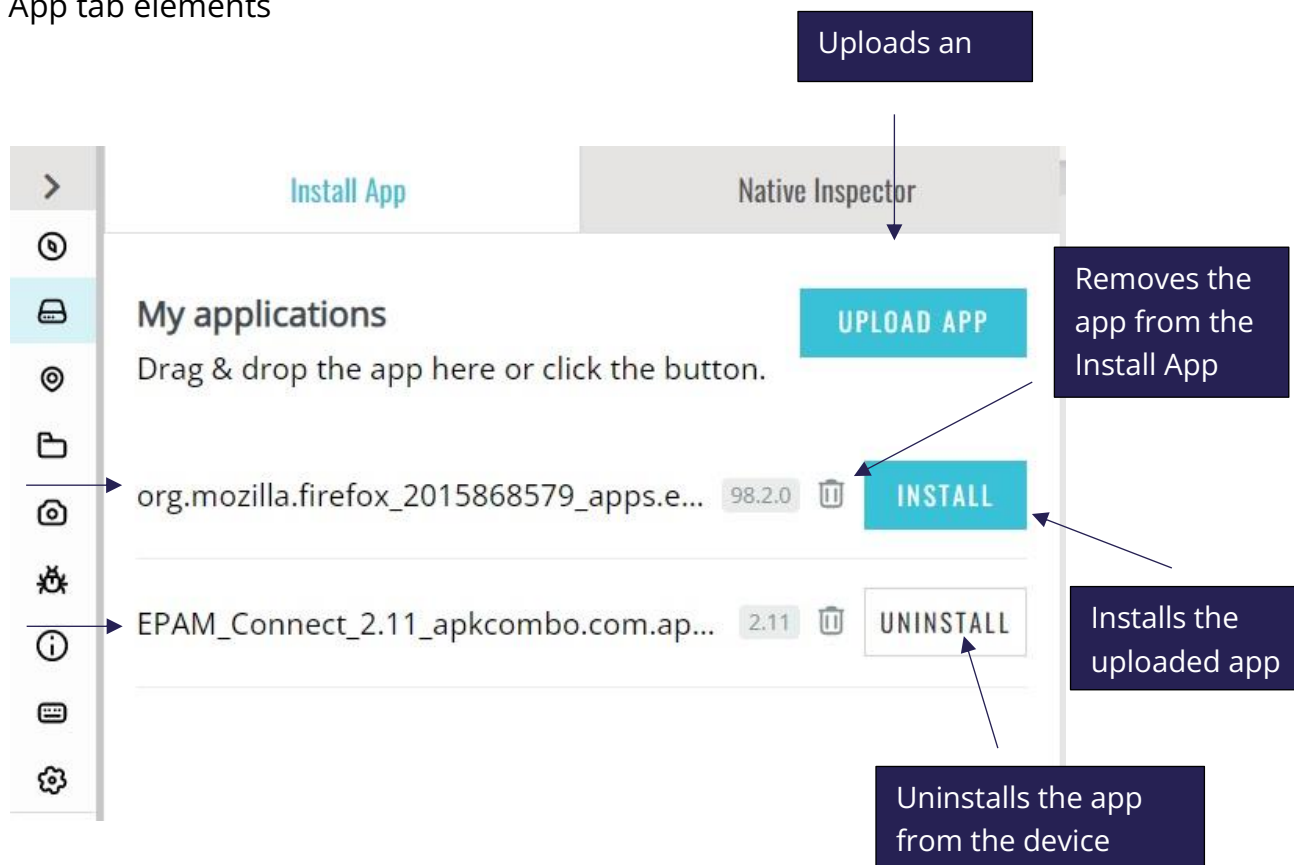 App tab elements
Uploads an
Install App
Native Inspector
My applications
UPLOAD APP
Drag & drop the app here or click the button.
Removes the
app from the
Install App
org.mozilla.firefox_2015868579_apps.e... 98.2.0 INSTALL
EPAM_Connect_2.11_apkcombo.com.ap... 2.11 UNINSTALL
Installs the
uploaded app
Uninstalls the app
from the device